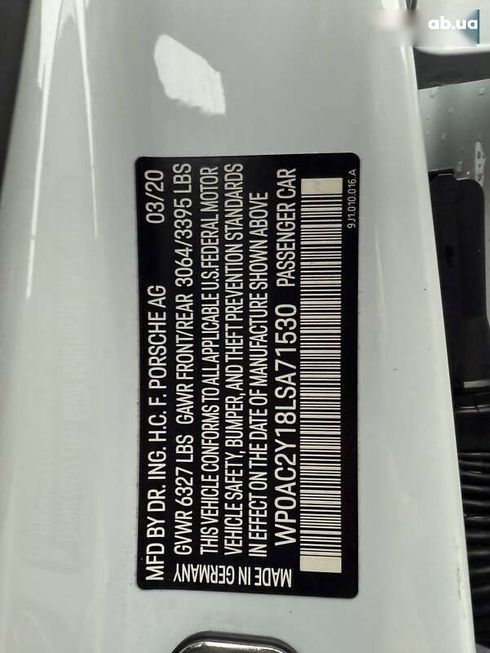 ab.ua
MFD BY DR. ING. H.C. F. PORSCHE AG 03/20
GVWR 6327 LBS GAWR FRONT/REAR 3064/3395 LBS
THIS VEHICLE CONFORMS TO ALL APPLICABLE U.S. FEDERAL MOTOR
VEHICLE SAFETY, BUMPER, AND THEFT PREVENTION STANDARDS
IN EFFECT ON THE DATE OF MANUFACTURE SHOWN ABOVE
WP0AC2Y18LSA71530 PASSENGER CAR
MADE IN GERMANY
9J1.010.016.A